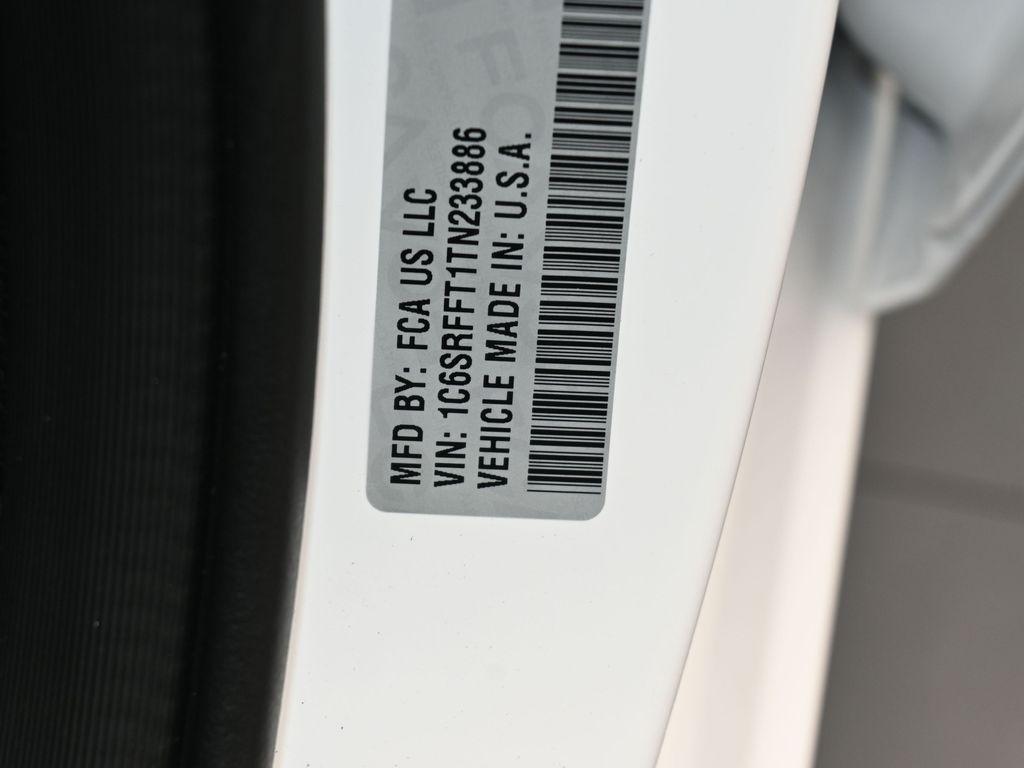 MFD BY: FCA US LLC
VIN: 1C6SRFFT1TN233886
VEHICLE MADE IN: U.S.A.